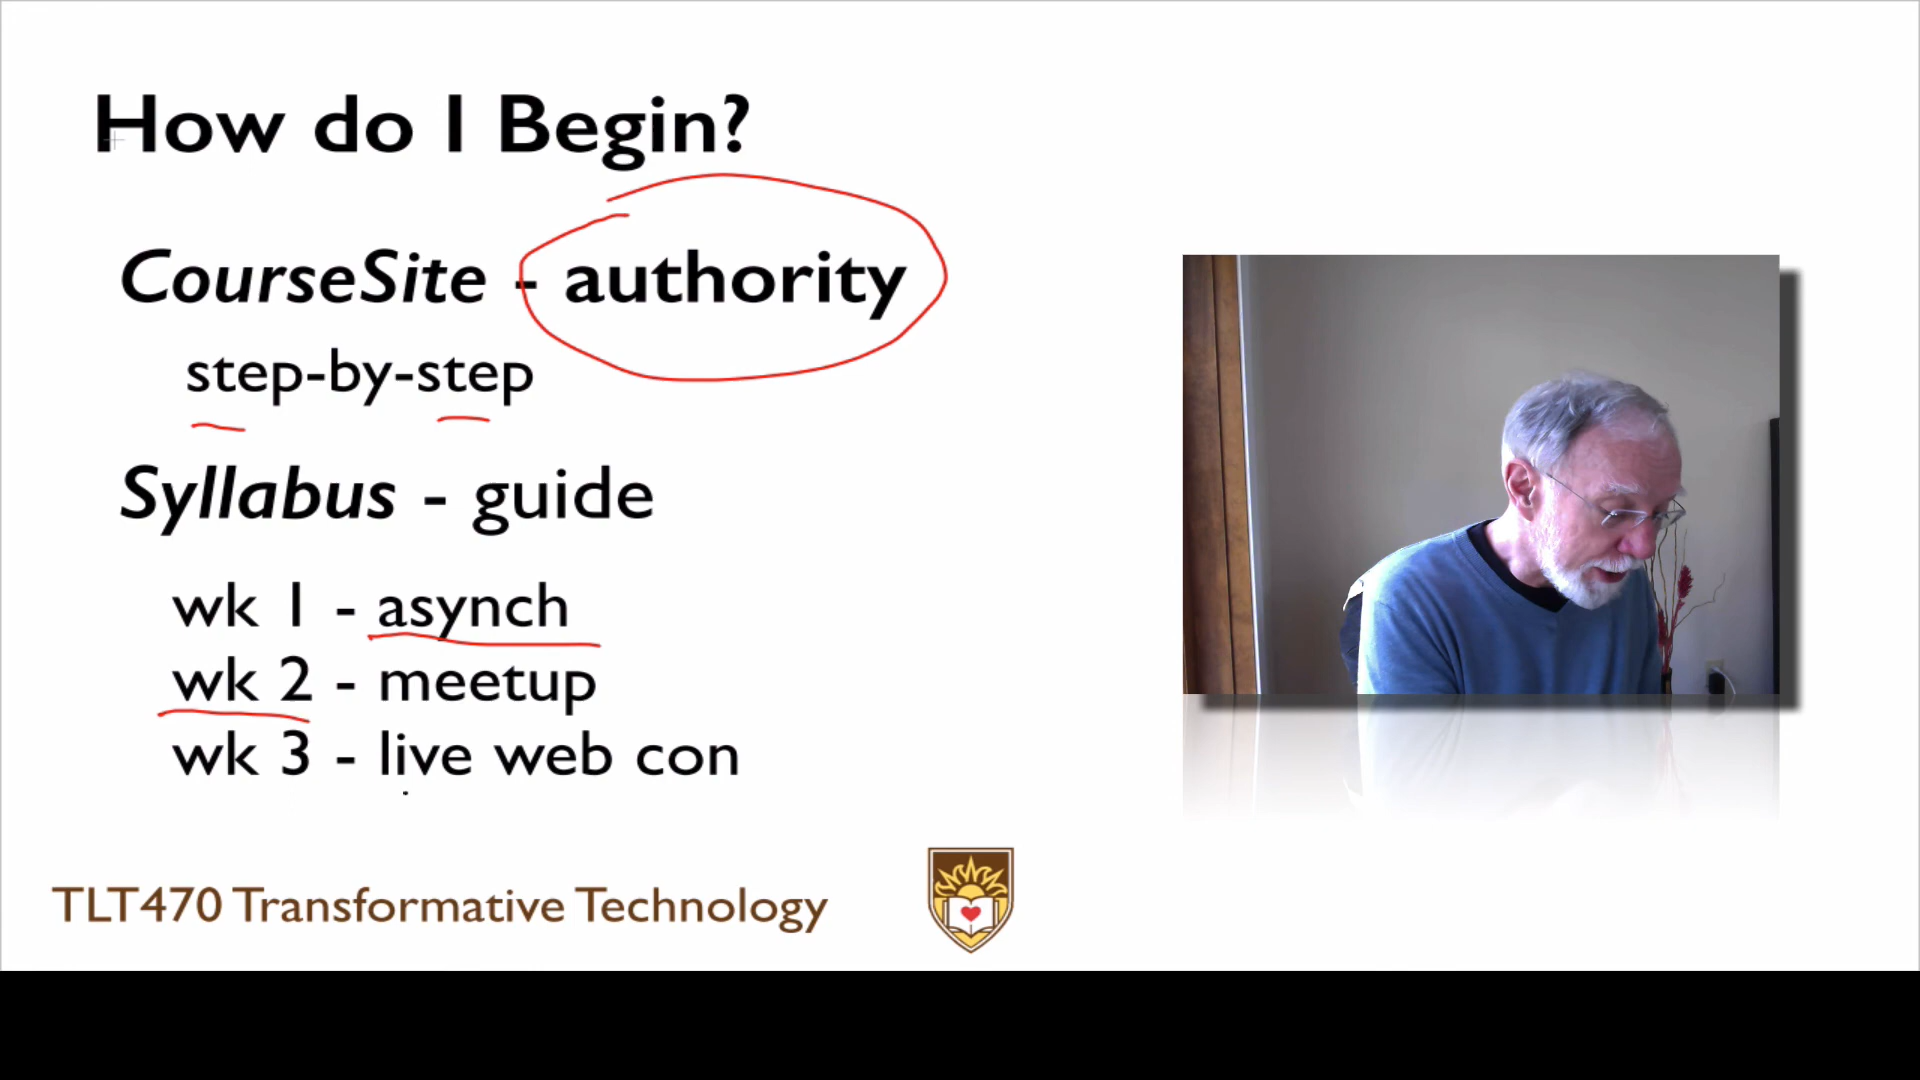 How do I Begin?
CourseSite - authority
step-by-step
Syllabus - guide
wk 1 - asynch
wk 2 - meetup
wk 3 - live web con
TLT470 Transformative Technology